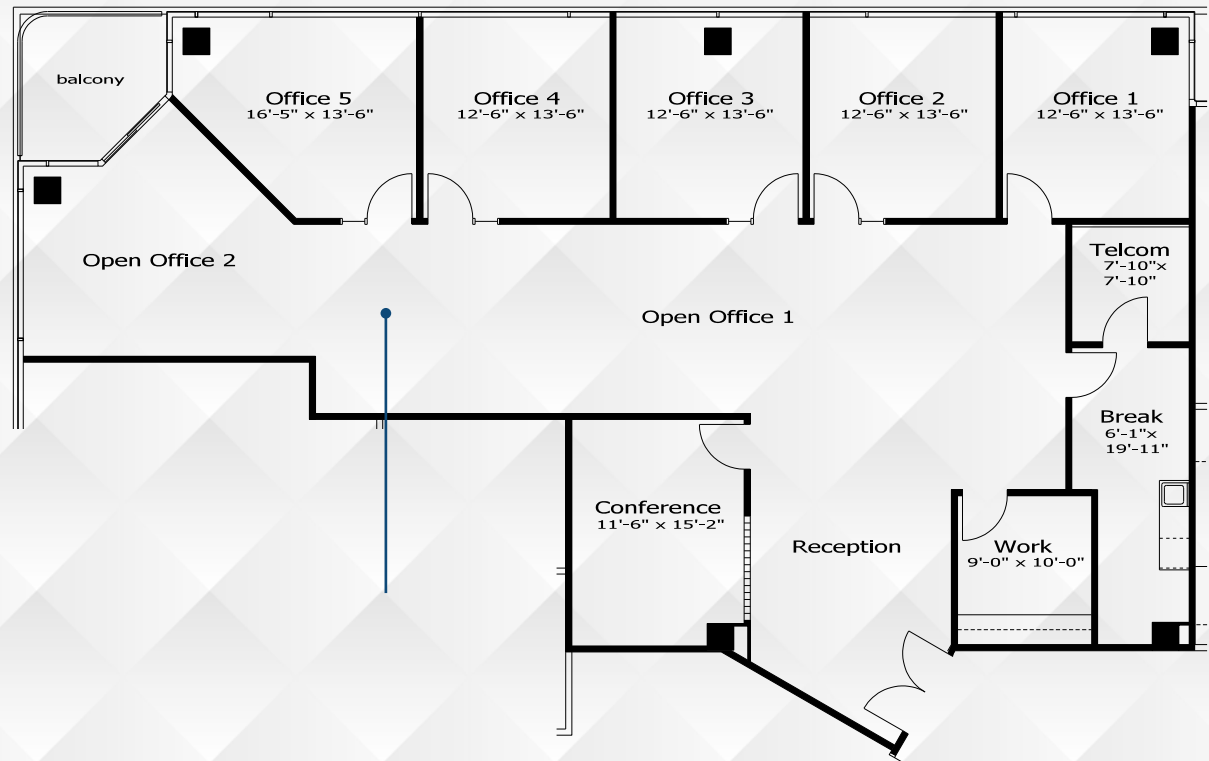 balcony
Office 5
16'-5" x 13'-6"
Office 4
12'-6" x 13'-6"
Office 3
12'-6" x 13'-6"
Office 2
12'-6" x 13'-6"
Office 1
12'-6" x 13'-6"
Open Office 2
Open Office 1
Telcom
7'-10"x
7'-10"
Break
6'-1"x
19'-11"
Conference
11'-6" x 15'-2"
Reception
Work
9'-0" x 10'-0"